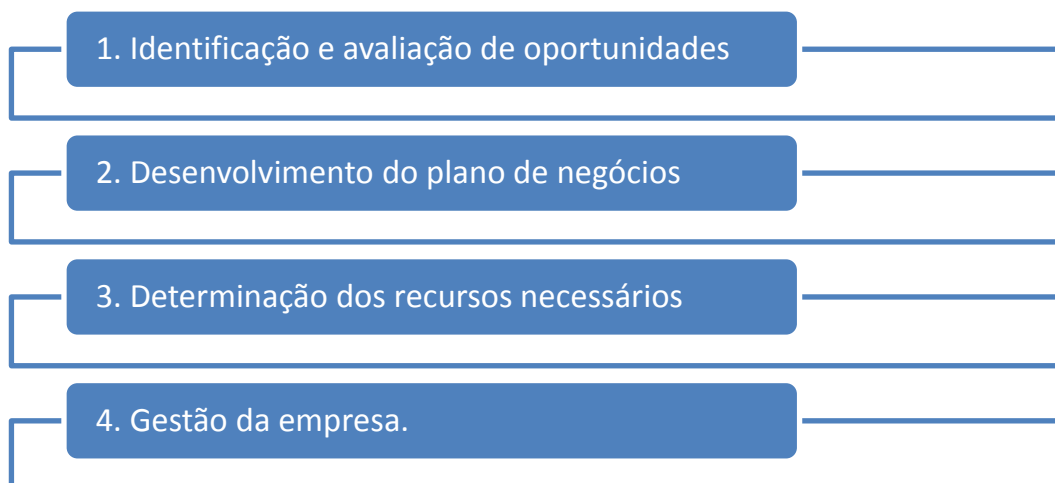 1. Identificação e avaliação de oportunidades
2. Desenvolvimento do plano de negócios
3. Determinação dos recursos necessários
4. Gestão da empresa.